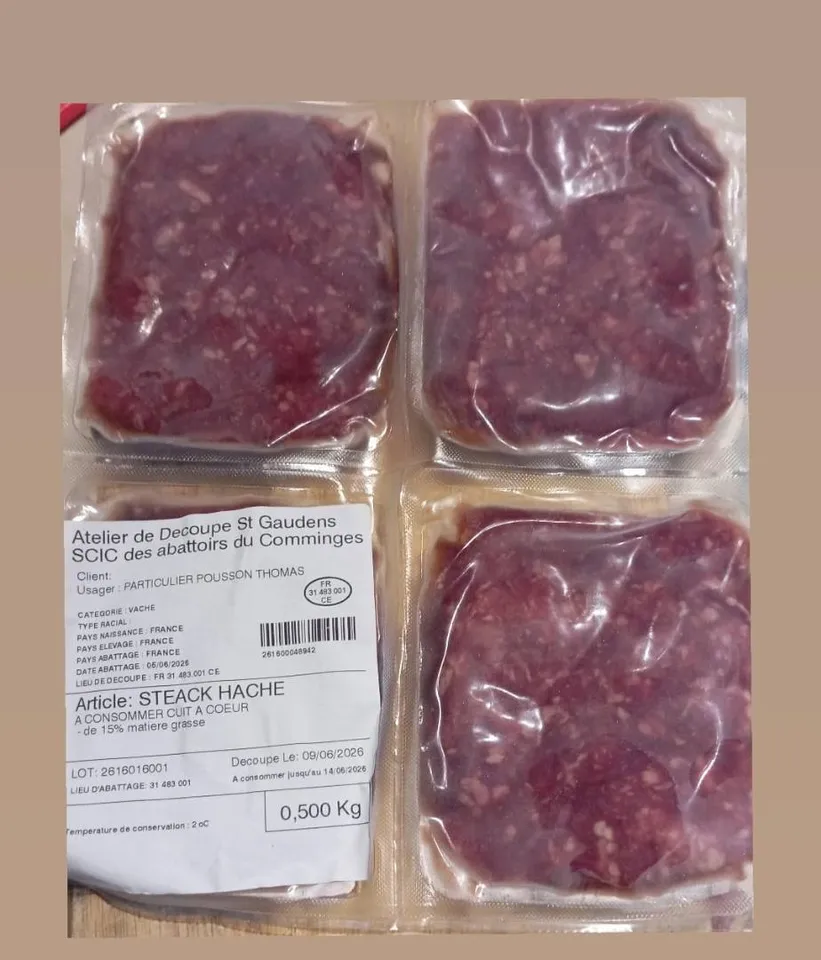 Atelier de Decoupe St Gaudens
SCIC des abattoirs du Comminges
Client:
Usager : PARTICULIER POUSSON THOMAS
FR
31 483 001
CE
CATEGORIE : VACHE
TYPE RACIAL :
PAYS NAISSANCE : FRANCE
PAYS ELEVAGE : FRANCE
PAYS ABATTAGE : FRANCE
DATE ABATTAGE : 05/06/2026
LIEU DE DECOUPE : FR 31 483 001 CE
261600046942
Article: STEACK HACHE
A CONSOMMER CUIT A COEUR
- de 15% matiere grasse
LOT: 2616016001
Decoupe Le: 09/06/2026
LIEU D'ABATTAGE: 31 483 001
A consommer jusqu'au 14/06/2026
Temperature de conservation : 2 oC
0,500 Kg